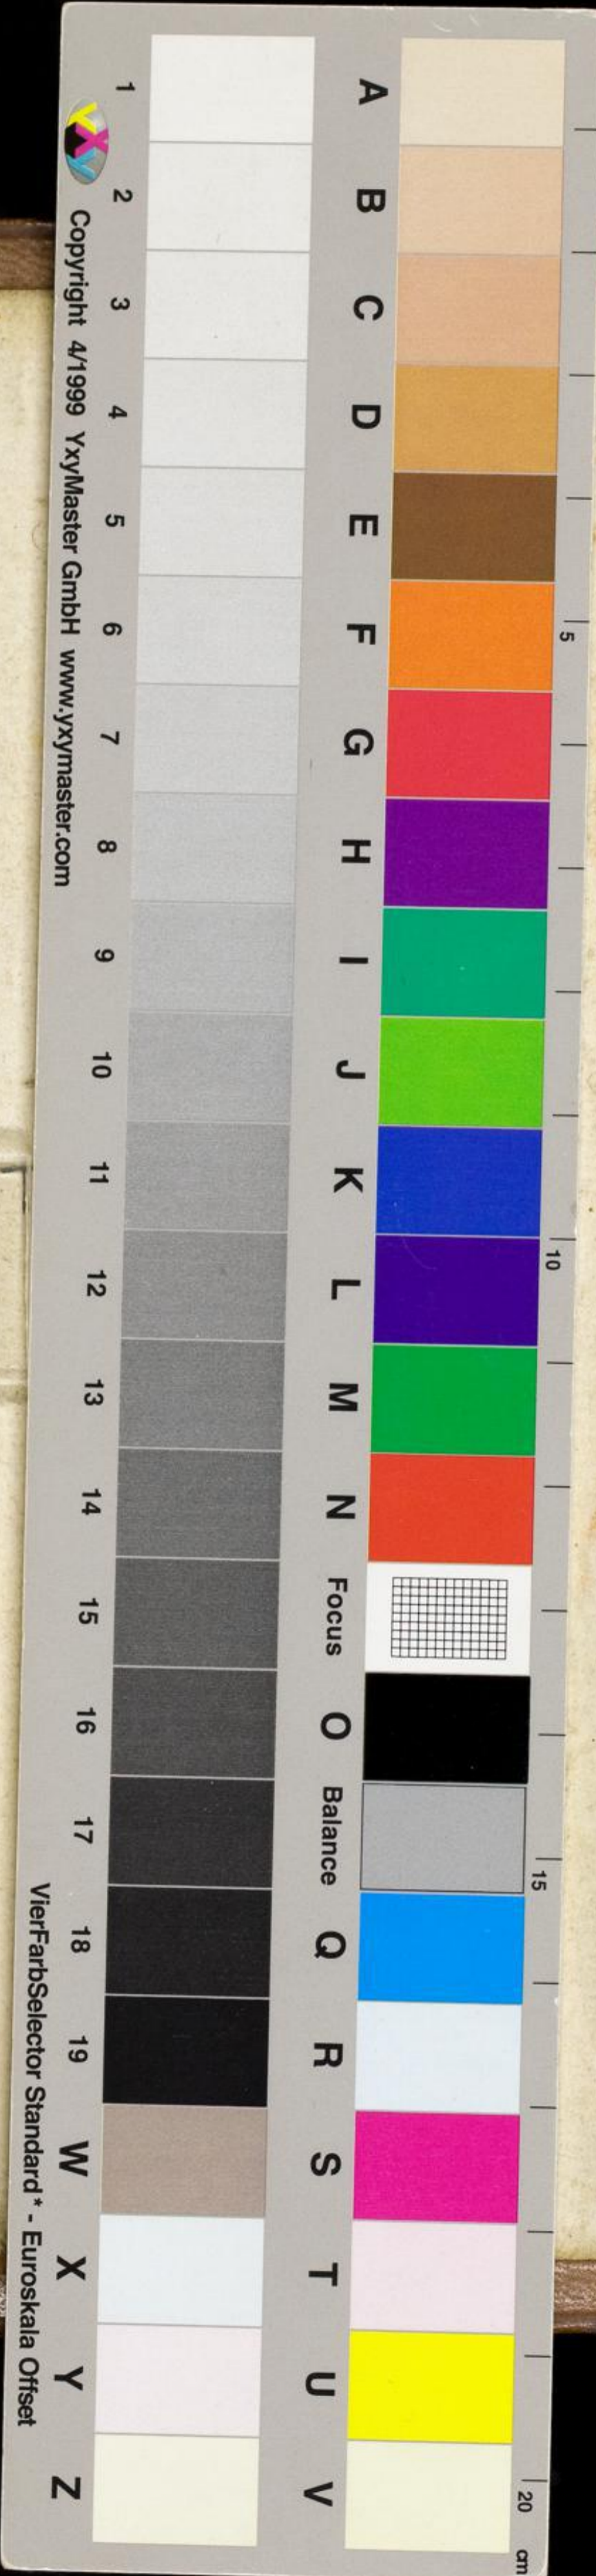 1
2
3
4
5
6
7
8
9
10
11
12
13
14
15
16
17
18
19
W
X
Y
Z
yxy Copyright 4/1999 YxyMaster GmbH www.yxymaster.com
VierFarbSelector Standard* - Euroskala Offset
A
B
C
D
E
F
G
H
I
J
K
L
M
N
Focus
O
Balance
Q
R
S
T
U
V
5
10
15
20 cm